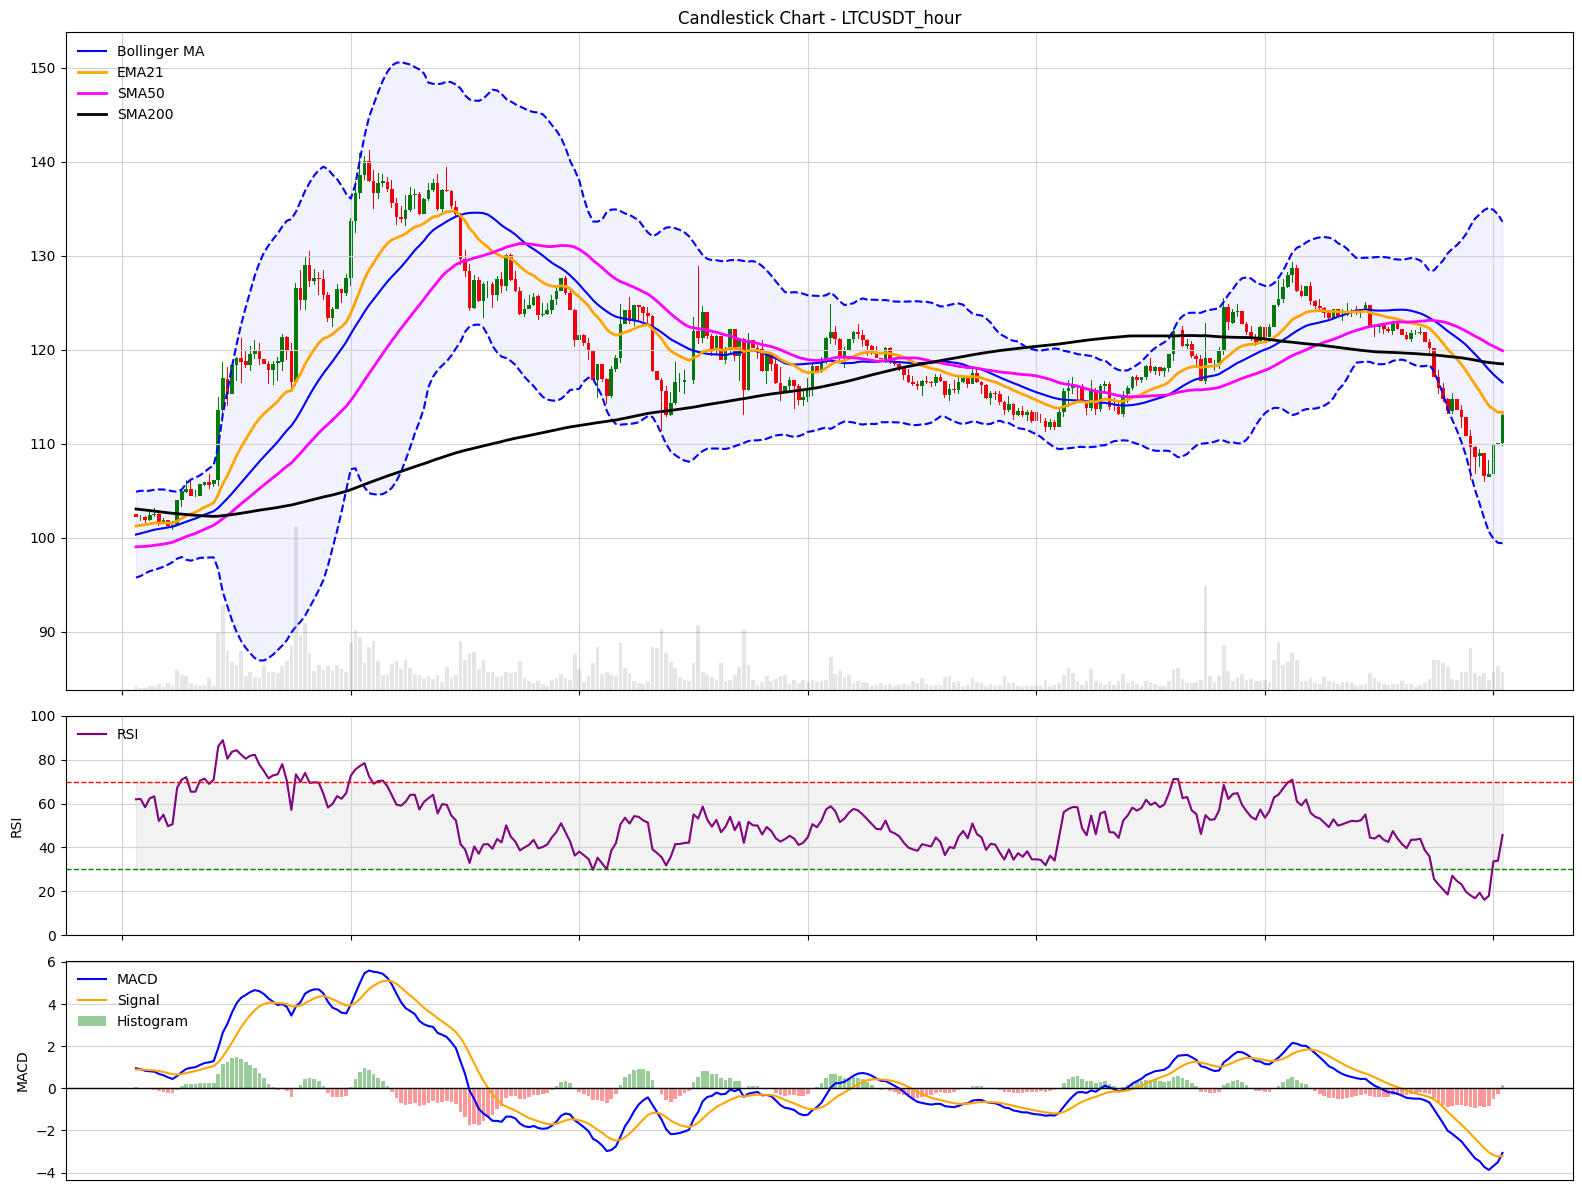 Candlestick Chart - LTCUSDT_hour
Bollinger MA
EMA21
SMA50
SMA200
150
140
130
120
110
100
90
RSI
100
80
60
40
20
0
RSI
MACD
Signal
Histogram
6
4
2
0
−2
−4
MACD